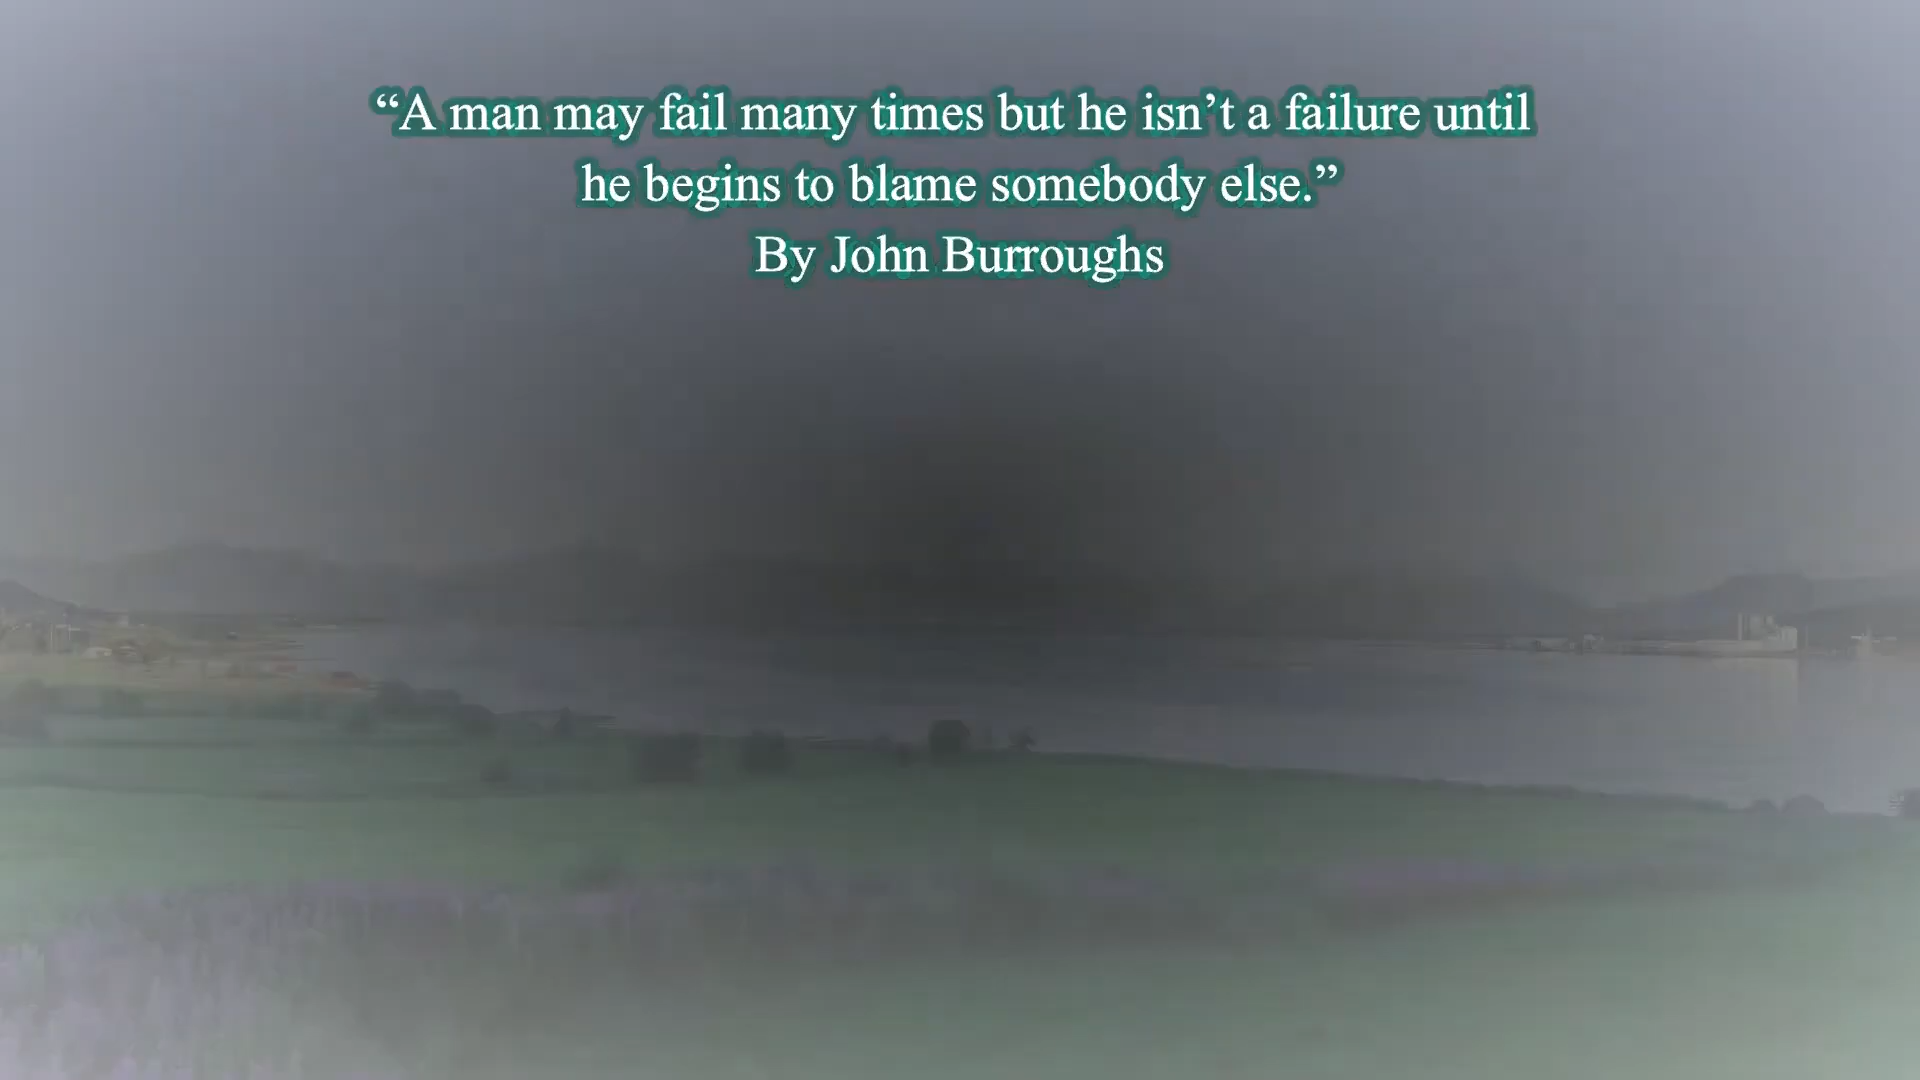 “A man may fail many times but he isn’t a failure until
he begins to blame somebody else.”
By John Burroughs